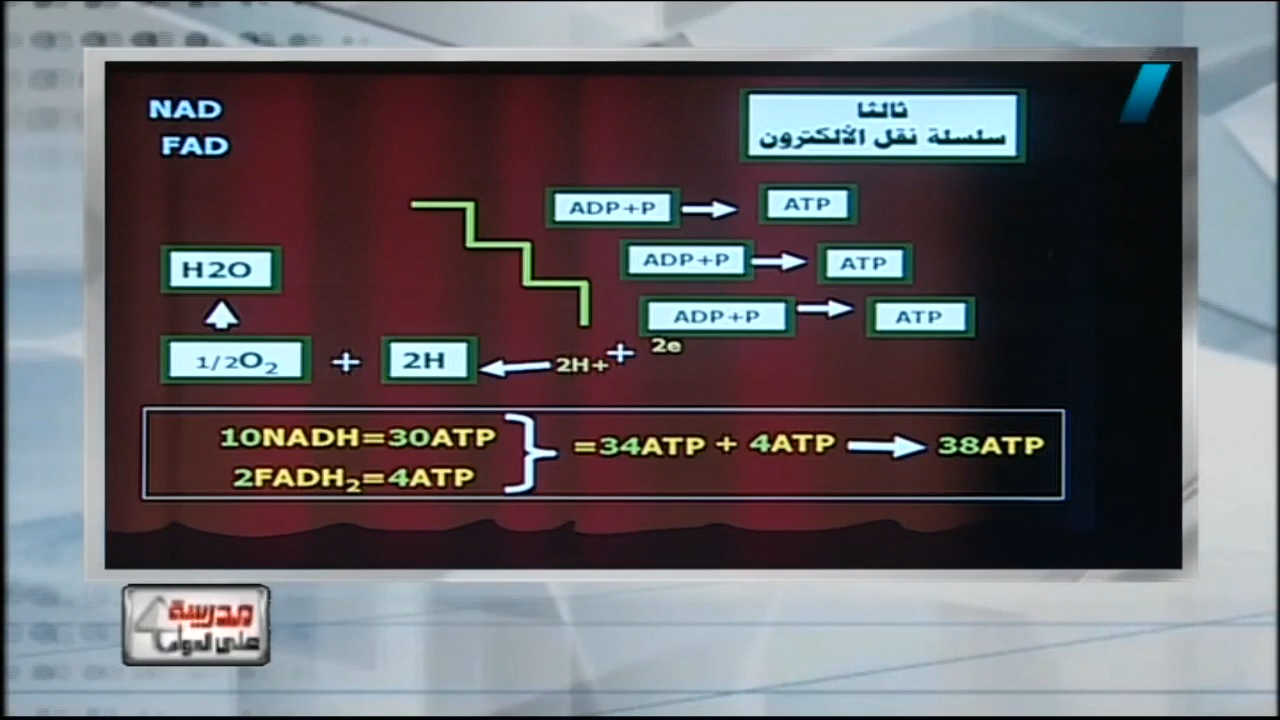 ثالثا
سلسلة نقل الألكترون
NAD
FAD
ADP+P
ATP
ADP+P
ATP
ADP+P
ATP
H2O
1/2O₂
+
2H
2H+
+
2e
10NADH=30ATP
2FADH₂=4ATP
=34ATP + 4ATP
38ATP
مدرسة
على الهواء